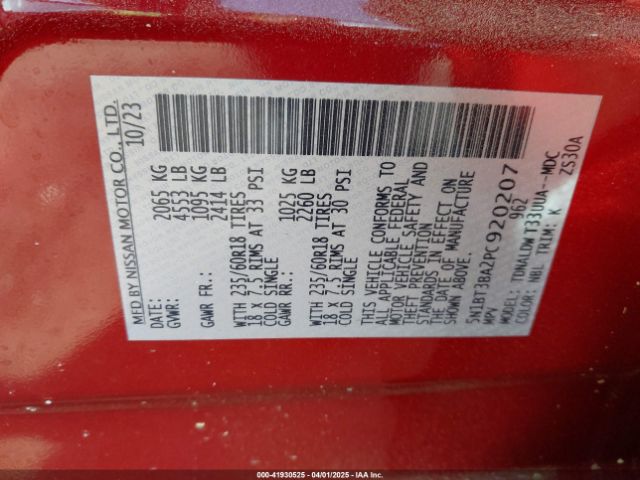 MFD BY NISSAN MOTOR CO., LTD.
DATE: 10/23
GVWR: 2065 KG
4553 LB
GAWR FR.: 1095 KG
2414 LB
WITH 235/60R18 TIRES
18 X 7.5 RIMS AT 33 PSI
COLD SINGLE
GAWR RR.: 1025 KG
2260 LB
WITH 235/60R18 TIRES
18 X 7.5 RIMS AT 30 PSI
COLD SINGLE
THIS VEHICLE CONFORMS TO
ALL APPLICABLE FEDERAL
MOTOR VEHICLE SAFETY AND
THEFT PREVENTION
STANDARDS IN EFFECT ON
THE DATE OF MANUFACTURE
SHOWN ABOVE.
5N1BT3BA2PC920207
MPV 962
MODEL: TDNALDWT33UUA--MDC
COLOR: NBL TRIM: K ZS30A
00-41930525 | 04/01/2025 | IAAI, INC.